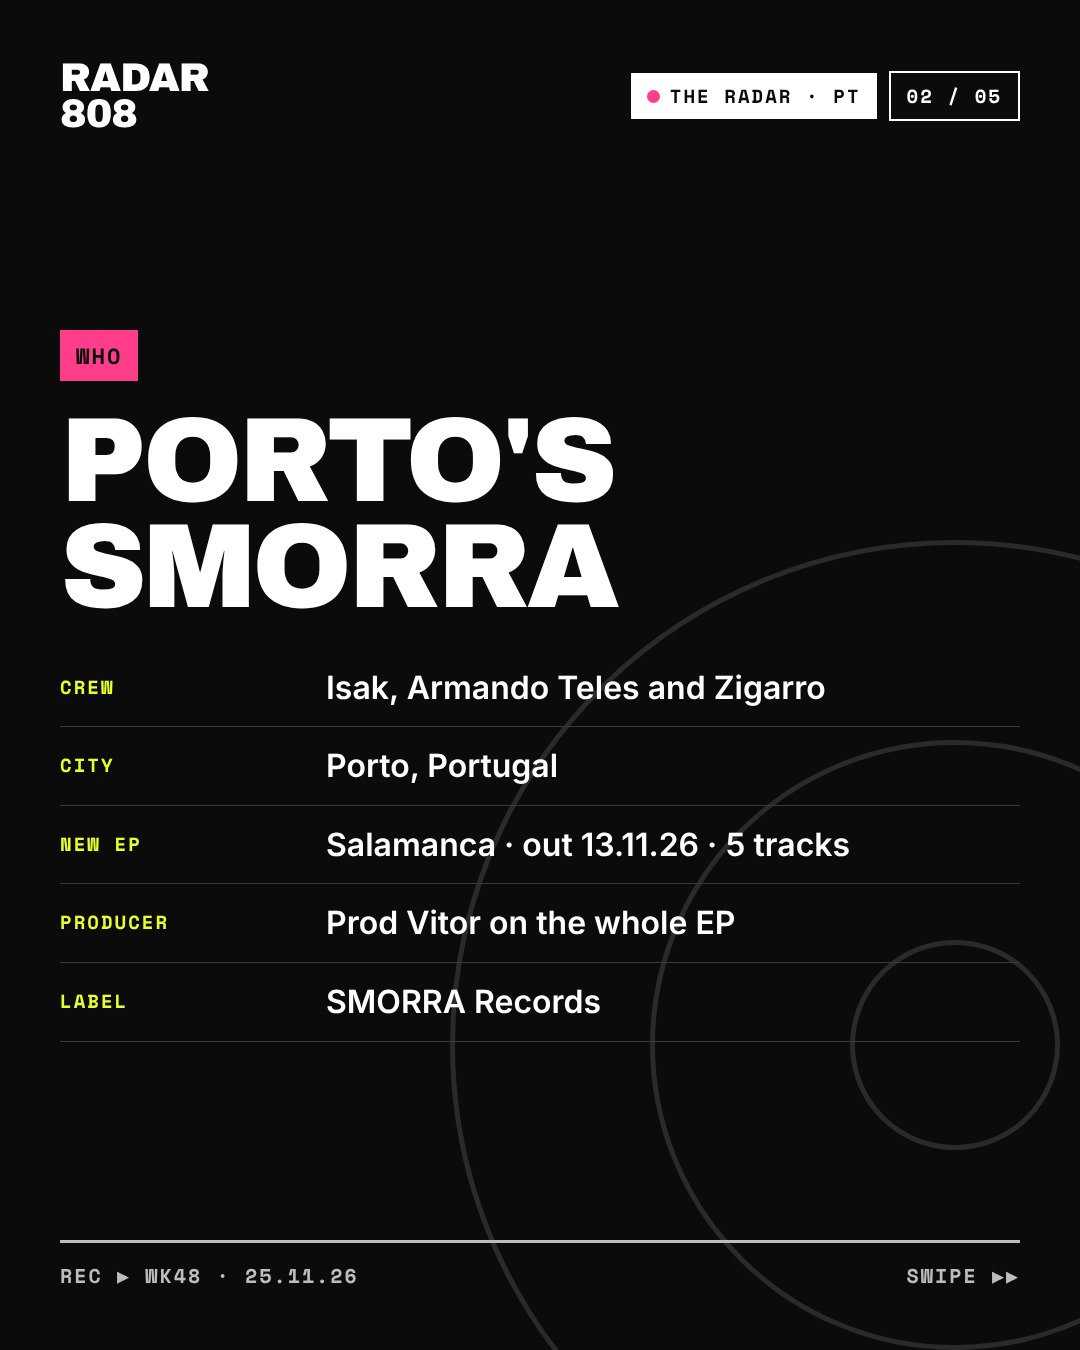 RADAR
808
THE RADAR · PT
02 / 05
WHO
PORTO'S
SMORRA
CREW Isak, Armando Teles and Zigarro
CITY Porto, Portugal
NEW EP Salamanca · out 13.11.26 · 5 tracks
PRODUCER Prod Vitor on the whole EP
LABEL SMORRA Records
REC ▶ WK48 · 25.11.26
SWIPE ▶▶